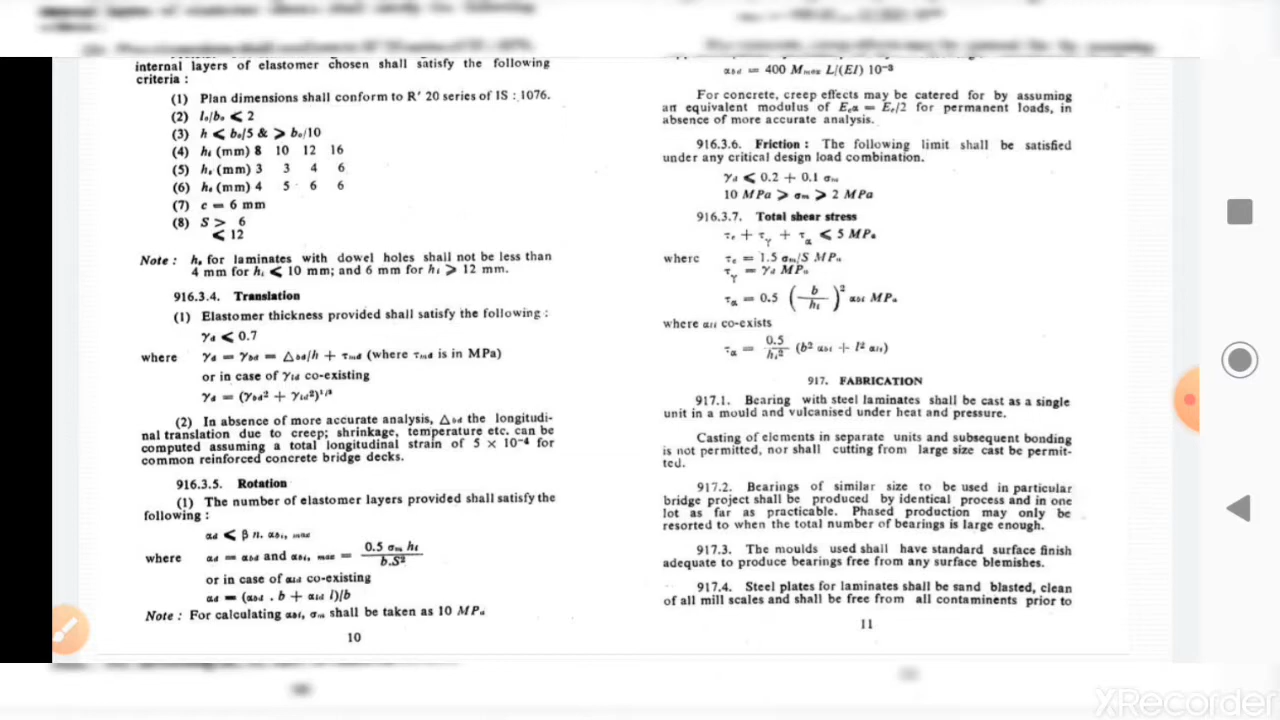 internal layers of elastomer chosen shall satisfy the following
criteria :
(1) Plan dimensions shall conform to R' 20 series of IS : 1076.
(2) lₒ/bₒ ⩽ 2
(3) h ⩽ bₒ/5 & ⩾ bₒ/10
(4) hᵢ (mm) 8 10 12 16
(5) hₛ (mm) 3 3 4 6
(6) hₑ (mm) 4 5 6 6
(7) c = 6 mm
(8) S > 6
⩽ 12
Note : hₛ for laminates with dowel holes shall not be less than
4 mm for hᵢ ⩽ 10 mm; and 6 mm for hᵢ ⩾ 12 mm.
916.3.4. Translation
(1) Elastomer thickness provided shall satisfy the following :
γd ⩽ 0.7
where γd = γbd = △bd/h + τmd (where τmd is in MPa)
or in case of γld co-existing
γd = (γbd² + γld²)
(2) In absence of more accurate analysis, △bd the longitudi-
nal translation due to creep; shrinkage, temperature etc. can be
computed assuming a total longitudinal strain of 5 × 10⁻⁴ for
common reinforced concrete bridge decks.
916.3.5. Rotation
(1) The number of elastomer layers provided shall satisfy the
following :
αd ⩽ β n. αbi, max
where αd = αbd and αbi, max = 0.5 σm hi / b.S²
or in case of αld co-existing
αd = (αbd . b + αld l)/b
Note : For calculating αbi, σm shall be taken as 10 MPa
10
αbd = 400 Mmax L/(EI) 10⁻³
For concrete, creep effects may be catered for by assuming
an equivalent modulus of = /2 for permanent loads, in
absence of more accurate analysis.
916.3.6. Friction : The following limit shall be satisfied
under any critical design load combination.
γd ⩽ 0.2 + 0.1 σm
10 MPa ⩾ σm ⩾ 2 MPa
916.3.7. Total shear stress
τc + τγ + τα ⩽ 5 MPa
where τc = 1.5 σm/S MPa
τγ = γd MPa
τα = 0.5 (b/hi)² αbi MPa
where αli co-exists
τα = 0.5/hi² (b² αbi + l² αli)
917. FABRICATION
917.1. Bearing with steel laminates shall be cast as a single
unit in a mould and vulcanised under heat and pressure.
Casting of elements in separate units and subsequent bonding
is not permitted, nor shall cutting from large size cast be permit-
ted.
917.2. Bearings of similar size to be used in particular
bridge project shall be produced by identical process and in one
lot as far as practicable. Phased production may only be
resorted to when the total number of bearings is large enough.
917.3. The moulds used shall have standard surface finish
adequate to produce bearings free from any surface blemishes.
917.4. Steel plates for laminates shall be sand blasted, clean
of all mill scales and shall be free from all contaminents prior to
11
XRecorder